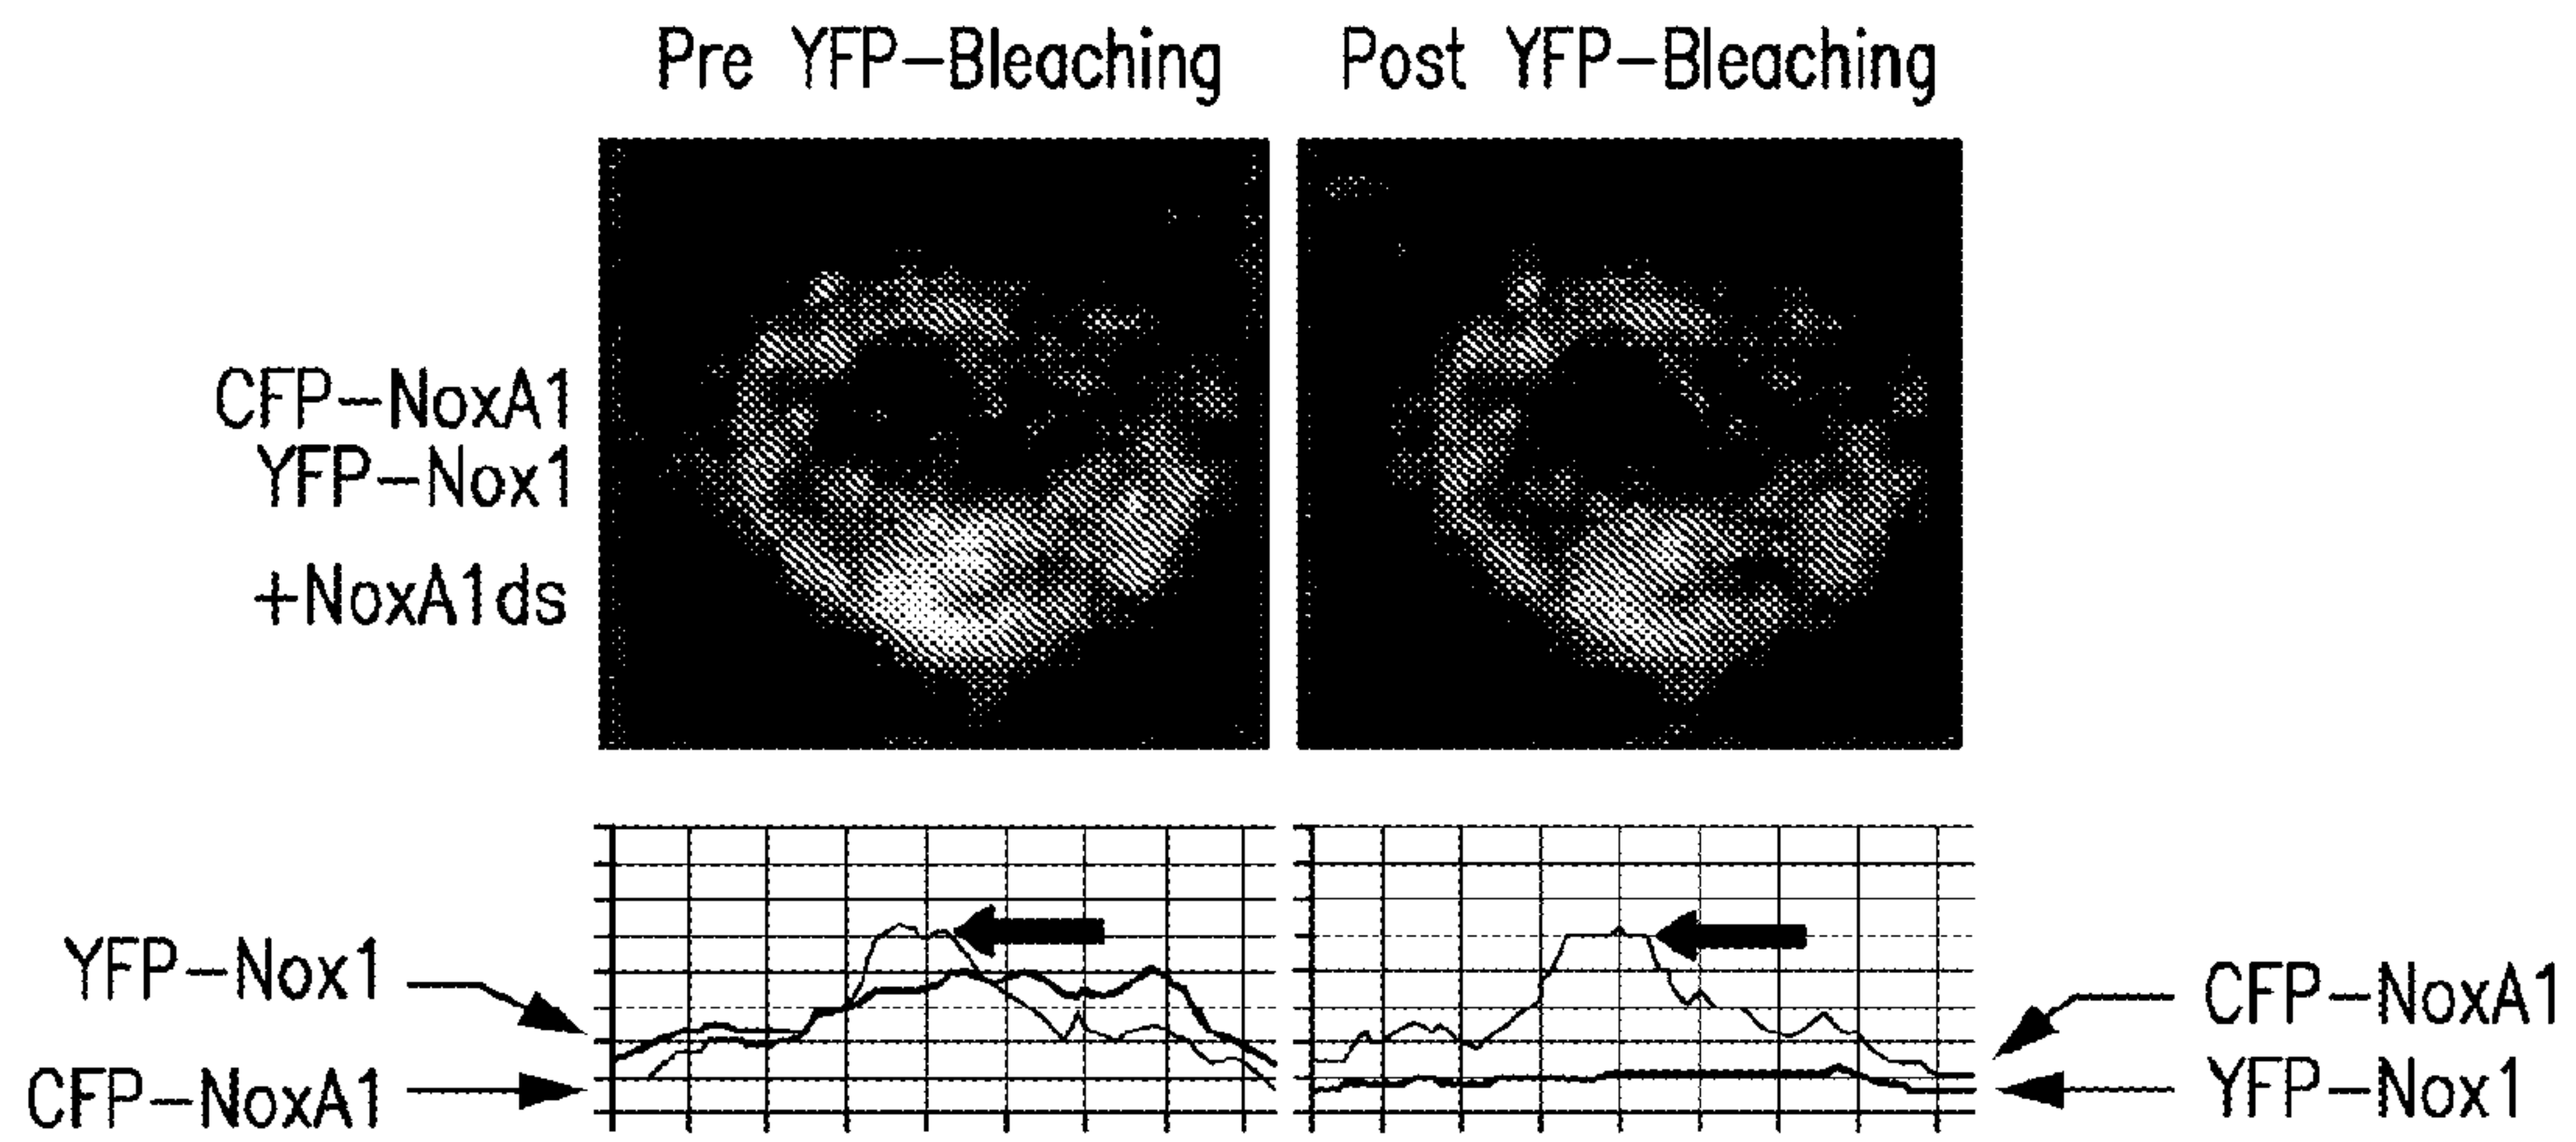 Pre YFP-Bleaching
Post YFP-Bleaching
CFP-NoxA1
YFP-Nox1
+NoxA1ds
YFP-Nox1
CFP-NoxA1
CFP-NoxA1
YFP-Nox1